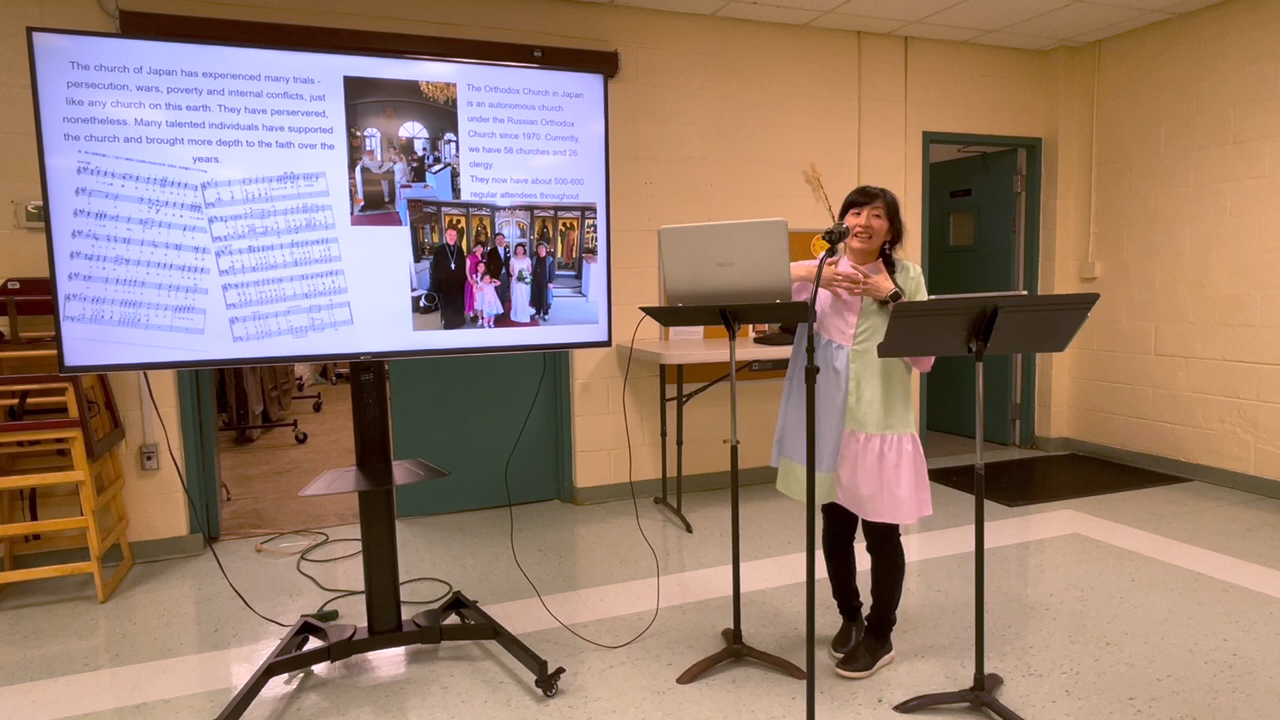 The church of Japan has experienced many trials -
persecution, wars, poverty and internal conflicts, just
like any church on this earth. They have perservered,
nonetheless. Many talented individuals have supported
the church and brought more depth to the faith over the
years.
The Orthodox Church in Japan
is an autonomous church
under the Russian Orthodox
Church since 1970. Currently,
we have 58 churches and 26
clergy.
They now have about 500-600
regular attendees throughout